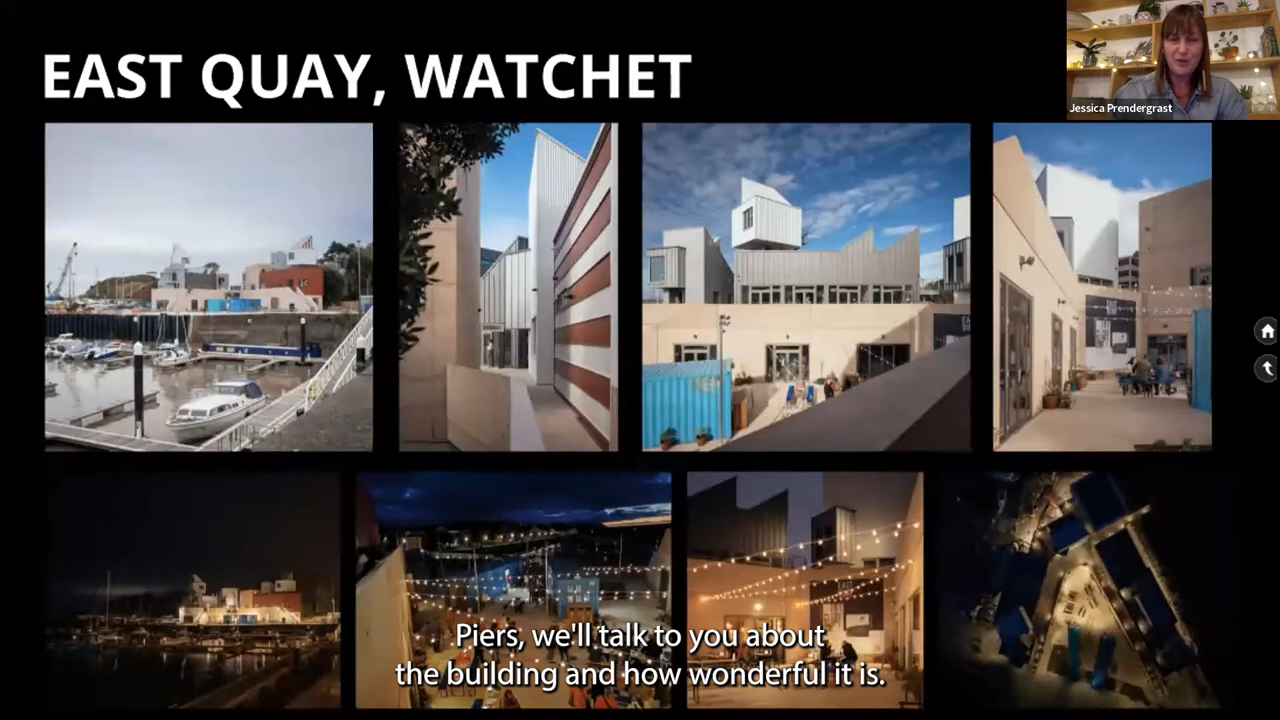 EAST QUAY, WATCHET
Jessica Prendergrast
Piers, we'll talk to you about
the building and how wonderful it is.